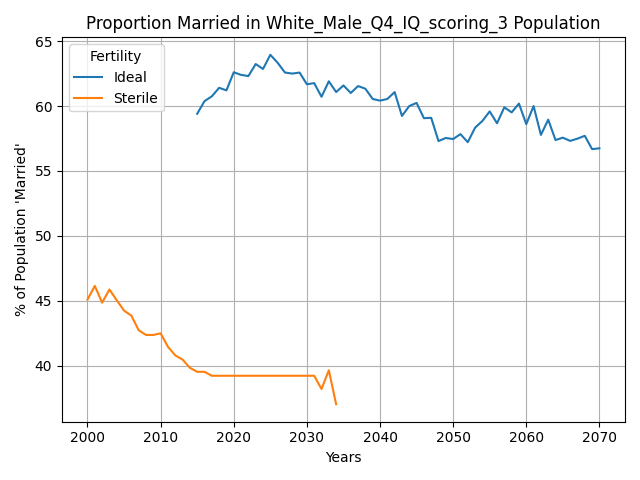 Proportion Married in White_Male_Q4_IQ_scoring_3 Population
Fertility
Ideal
Sterile
% of Population 'Married'
65
60
55
50
45
40
2000 2010 2020 2030 2040 2050 2060 2070
Years